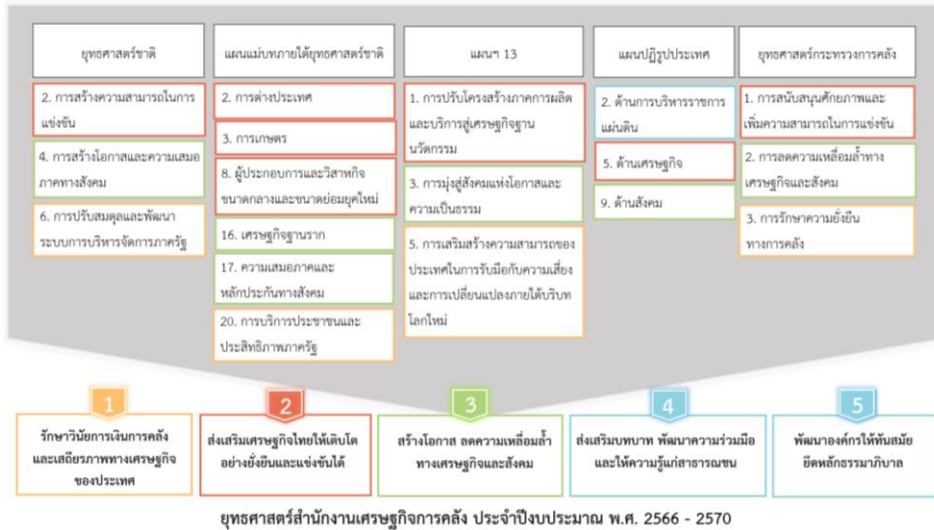 ยุทธศาสตร์ชาติ
2. การสร้างความสามารถในการ
แข่งขัน
4. การสร้างโอกาสและความเสมอ
ภาคทางสังคม
6. การปรับสมดุลและพัฒนา
ระบบการบริหารจัดการภาครัฐ
แผนแม่บทภายใต้ยุทธศาสตร์ชาติ
2. การต่างประเทศ
3. การเกษตร
8. ผู้ประกอบการและวิสาหกิจ
ขนาดกลางและขนาดย่อมยุคใหม่
16. เศรษฐกิจฐานราก
17. ความเสมอภาคและ
หลักประกันทางสังคม
20. การบริการประชาชนและ
ประสิทธิภาพภาครัฐ
แผนฯ 13
1. การปรับโครงสร้างภาคการผลิต
และบริการสู่เศรษฐกิจฐาน
นวัตกรรม
3. การมุ่งสู่สังคมแห่งโอกาสและ
ความเป็นธรรม
5. การเสริมสร้างความสามารถของ
ประเทศในการรับมือกับความเสี่ยง
และการเปลี่ยนแปลงภายใต้บริบท
โลกใหม่
แผนปฏิรูปประเทศ
2. ด้านการบริหารราชการ
แผ่นดิน
5. ด้านเศรษฐกิจ
9. ด้านสังคม
ยุทธศาสตร์กระทรวงการคลัง
1. การสนับสนุนศักยภาพและ
เพิ่มความสามารถในการแข่งขัน
2. การลดความเหลื่อมล้ำทาง
เศรษฐกิจและสังคม
3. การรักษาความยั่งยืน
ทางการคลัง
1
รักษาวินัยการเงินการคลัง
และเสถียรภาพทางเศรษฐกิจ
ของประเทศ
2
ส่งเสริมเศรษฐกิจไทยให้เติบโต
อย่างยั่งยืนและแข่งขันได้
3
สร้างโอกาส ลดความเหลื่อมล้ำ
ทางเศรษฐกิจและสังคม
4
ส่งเสริมบทบาท พัฒนาความร่วมมือ
และให้ความรู้แก่สาธารณชน
5
พัฒนาองค์กรให้ทันสมัย
ยึดหลักธรรมาภิบาล
ยุทธศาสตร์สำนักงานเศรษฐกิจการคลัง ประจำปีงบประมาณ พ.ศ. 2566 - 2570